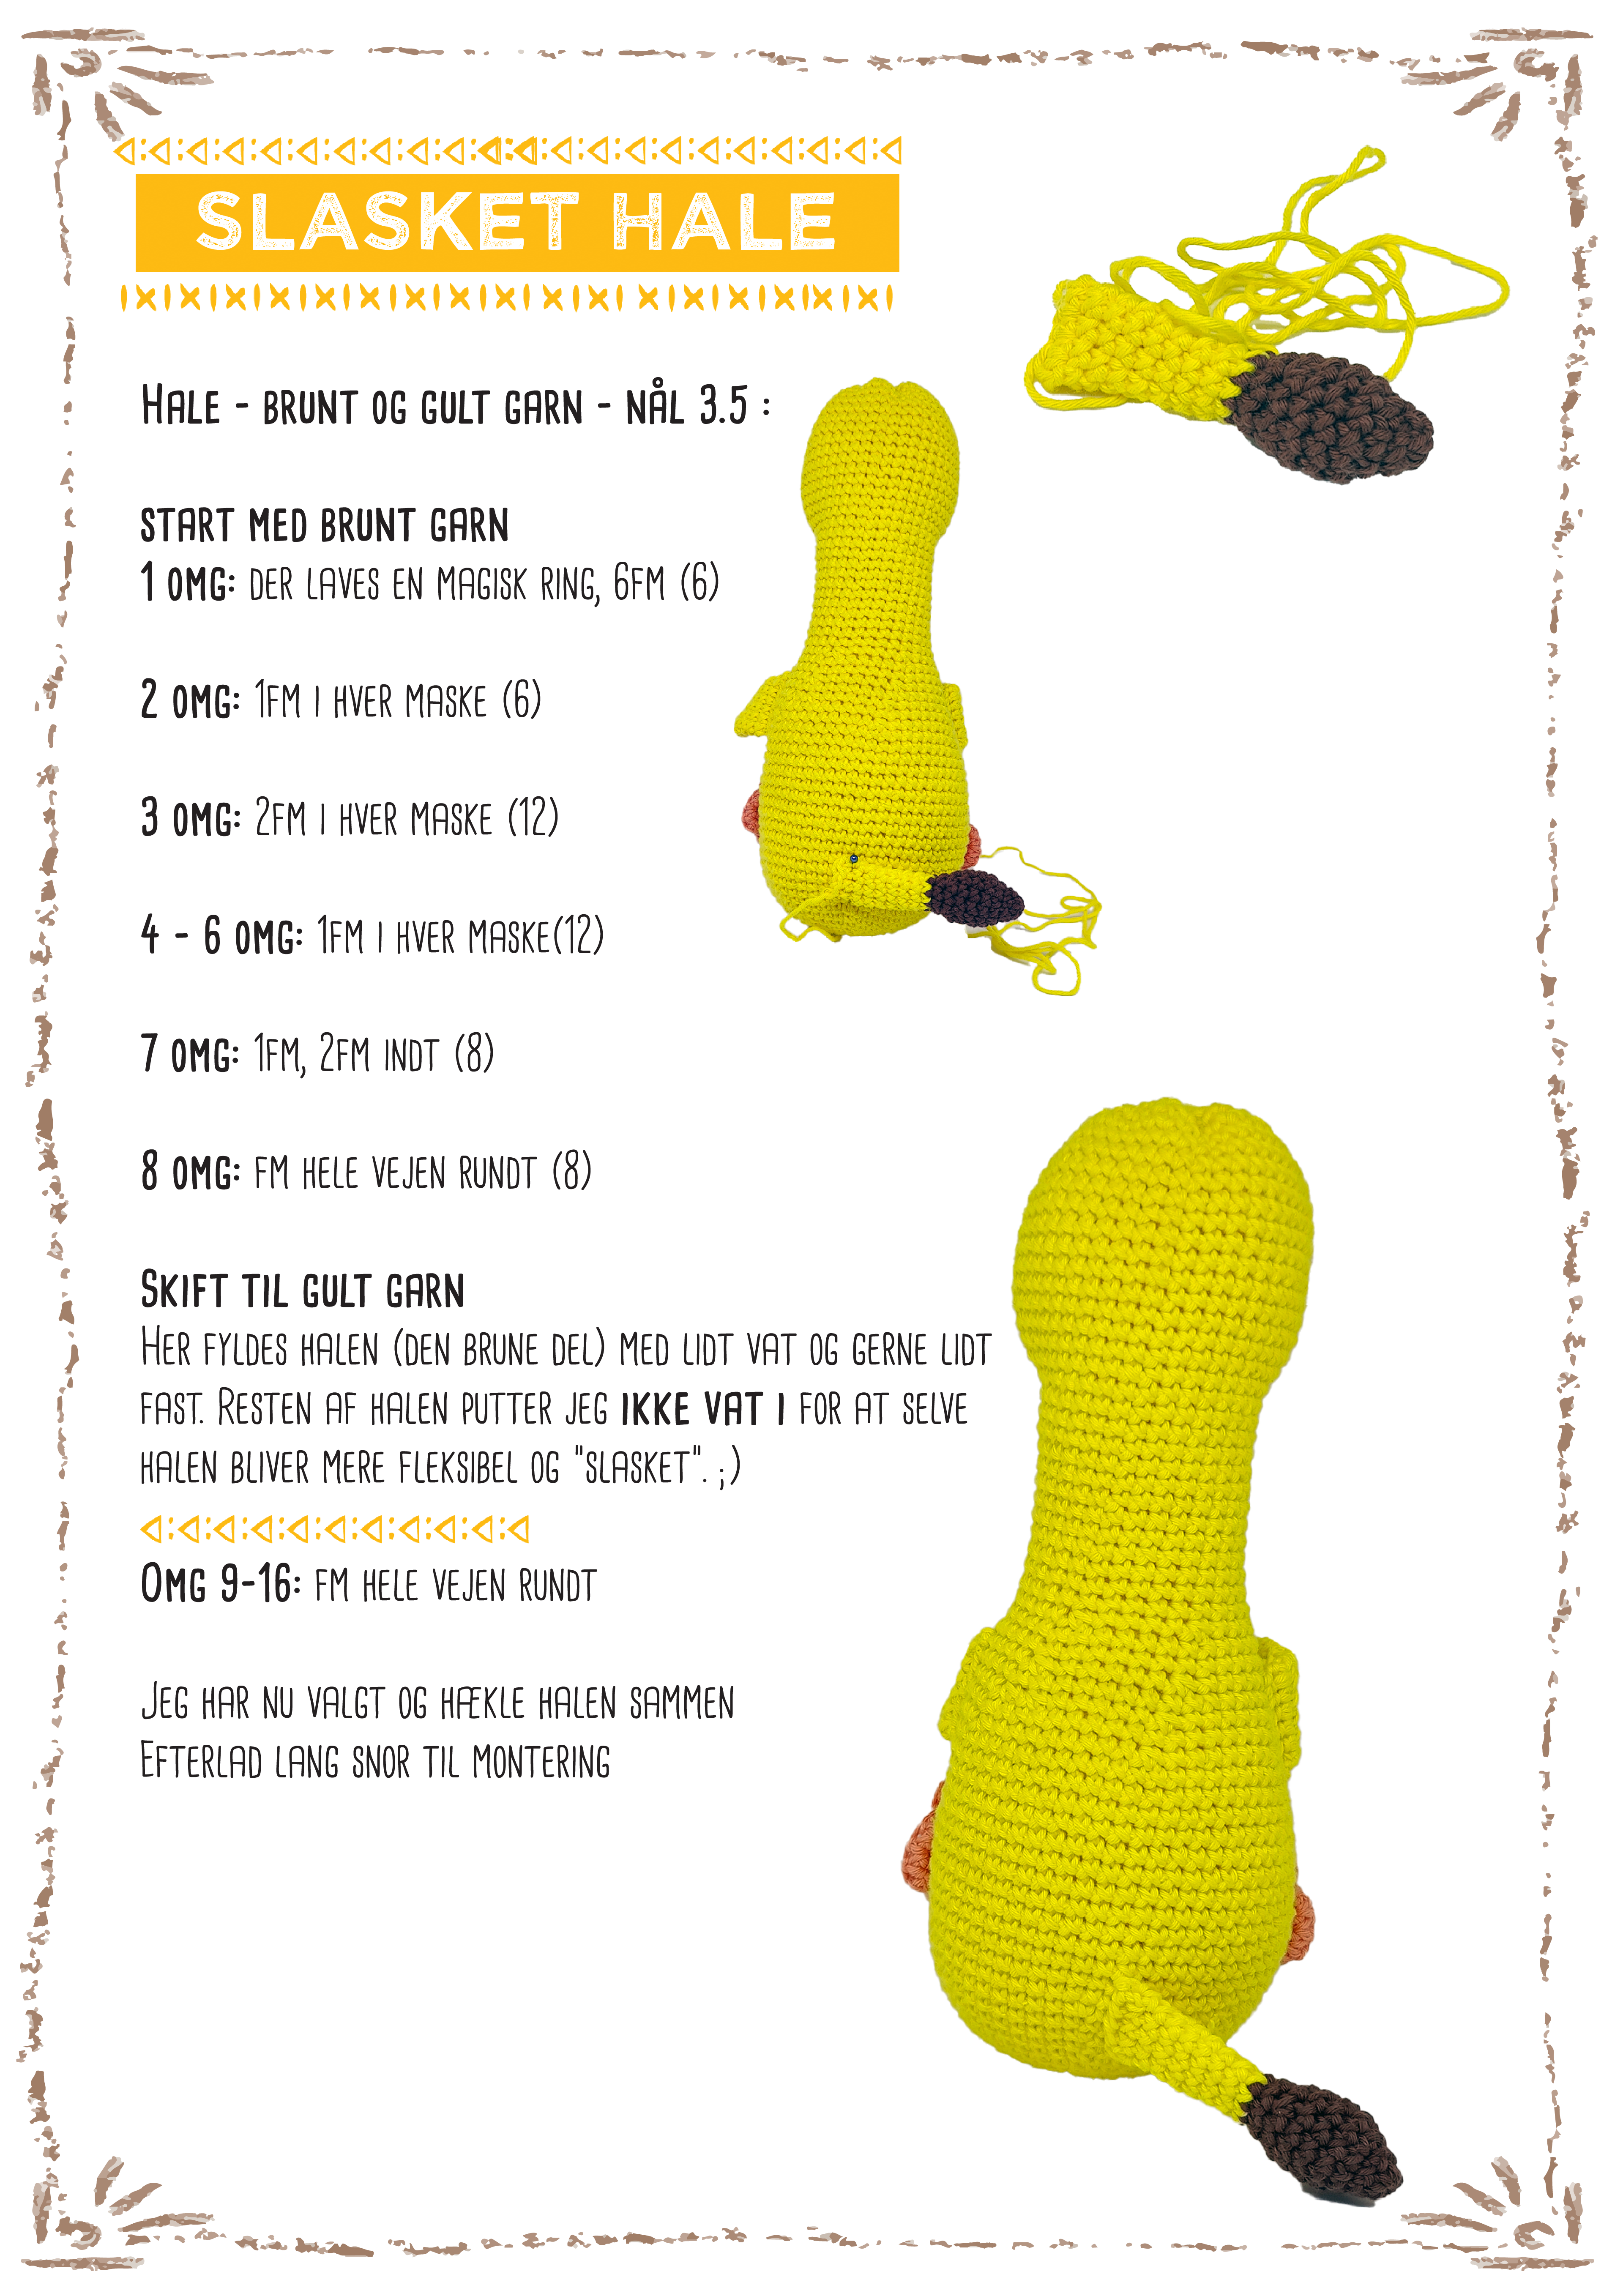 SLASKET HALE
HALE - BRUNT OG GULT GARN - NÅL 3.5 :
START MED BRUNT GARN
1 OMG: DER LAVES EN MAGISK RING, 6FM (6)
2 OMG: 1FM I HVER MASKE (6)
3 OMG: 2FM I HVER MASKE (12)
4 - 6 OMG: 1FM I HVER MASKE(12)
7 OMG: 1FM, 2FM INDT (8)
8 OMG: FM HELE VEJEN RUNDT (8)
SKIFT TIL GULT GARN
HER FYLDES HALEN (DEN BRUNE DEL) MED LIDT VAT OG GERNE LIDT
FAST. RESTEN AF HALEN PUTTER JEG IKKE VAT I FOR AT SELVE
HALEN BLIVER MERE FLEKSIBEL OG "SLASKET". ;)
OMG 9-16: FM HELE VEJEN RUNDT
JEG HAR NU VALGT OG HÆKLE HALEN SAMMEN
EFTERLAD LANG SNOR TIL MONTERING